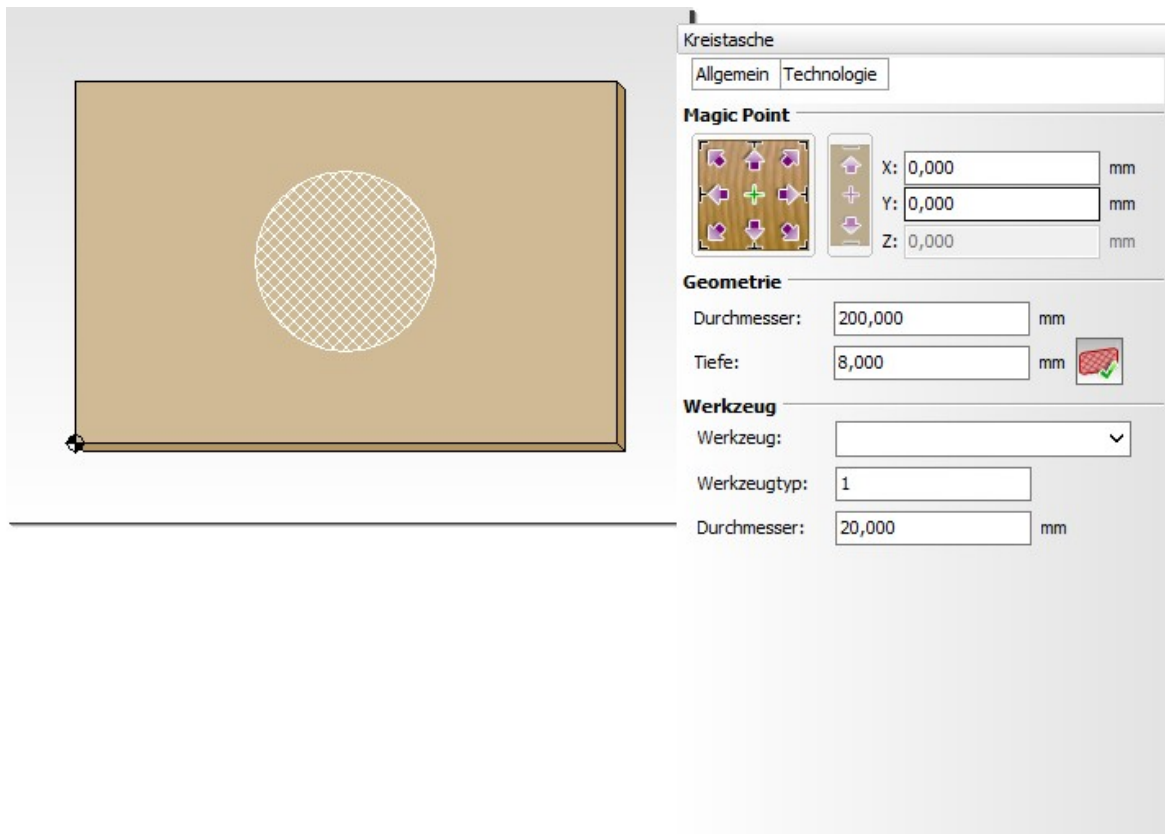 Kreistasche
Allgemein Technologie
Magic Point
X: 0,000 mm
Y: 0,000 mm
Z: 0,000 mm
Geometrie
Durchmesser: 200,000 mm
Tiefe: 8,000 mm
Werkzeug
Werkzeug:
Werkzeugtyp: 1
Durchmesser: 20,000 mm